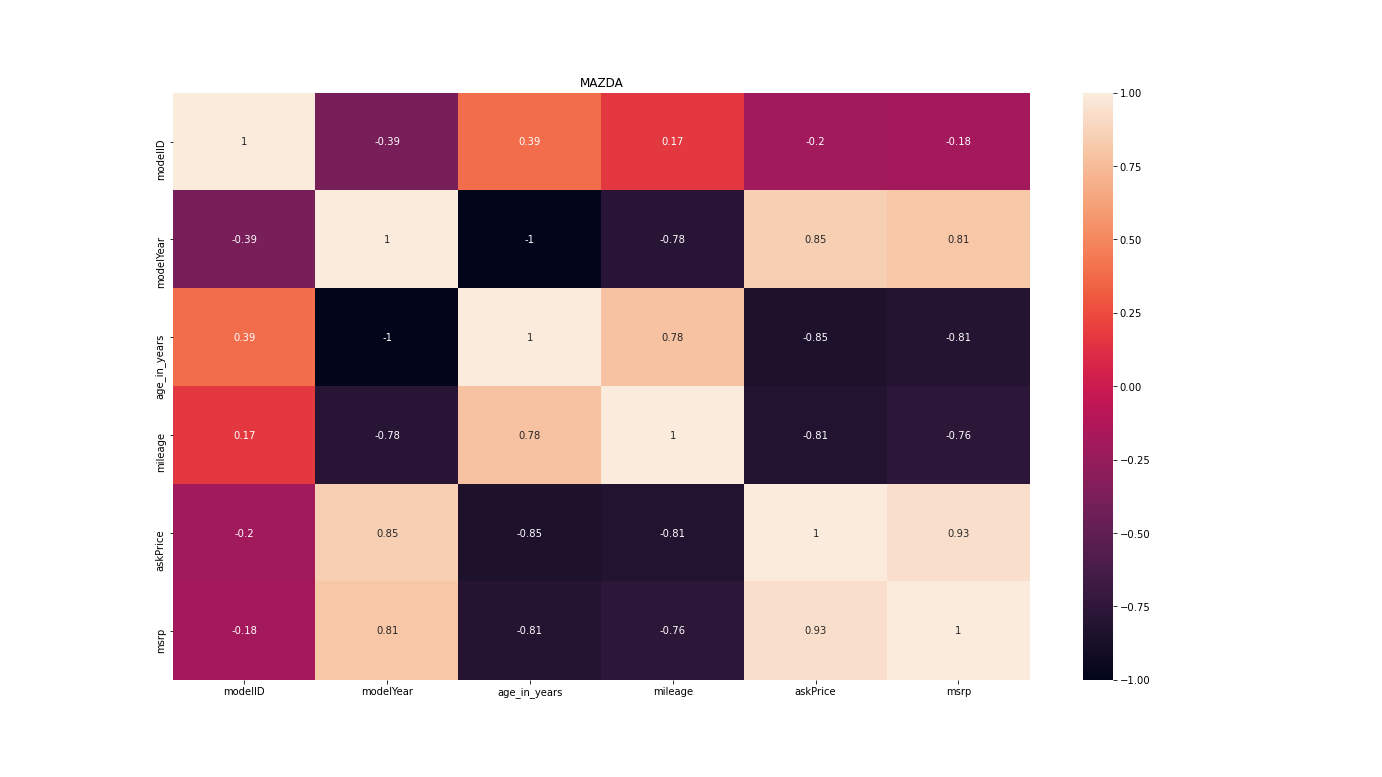 MAZDA
modelID 1 -0.39 0.39 0.17 -0.2 -0.18
modelYear -0.39 1 -1 -0.78 0.85 0.81
age_in_years 0.39 -1 1 0.78 -0.85 -0.81
mileage 0.17 -0.78 0.78 1 -0.81 -0.76
askPrice -0.2 0.85 -0.85 -0.81 1 0.93
msrp -0.18 0.81 -0.81 -0.76 0.93 1
modelID modelYear age_in_years mileage askPrice msrp
1.00
0.75
0.50
0.25
0.00
−0.25
−0.50
−0.75
−1.00